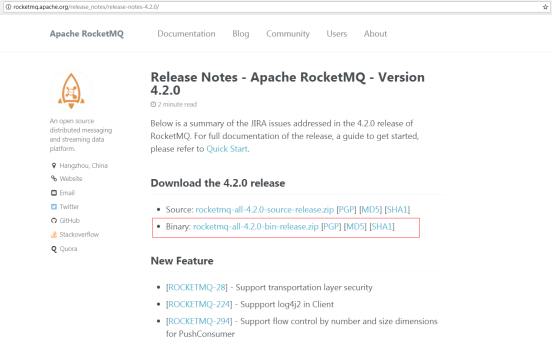 rocketmq.apache.org/release_notes/release-notes-4.2.0/
Apache RocketMQ
Documentation
Blog
Community
Users
About
An open source
distributed messaging
and streaming data
platform.
Hangzhou, China
Website
Email
Twitter
GitHub
Stackoverflow
Quora
Release Notes - Apache RocketMQ - Version
4.2.0
2 minute read
Below is a summary of the JIRA issues addressed in the 4.2.0 release of
RocketMQ. For full documentation of the release, a guide to get started,
please refer to Quick Start.
Download the 4.2.0 release
Source: rocketmq-all-4.2.0-source-release.zip [PGP] [MD5] [SHA1]
Binary: rocketmq-all-4.2.0-bin-release.zip [PGP] [MD5] [SHA1]
New Feature
[ROCKETMQ-28] - Support transportation layer security
[ROCKETMQ-224] - Suppport log4j2 in Client
[ROCKETMQ-294] - Support flow control by number and size dimensions
for PushConsumer